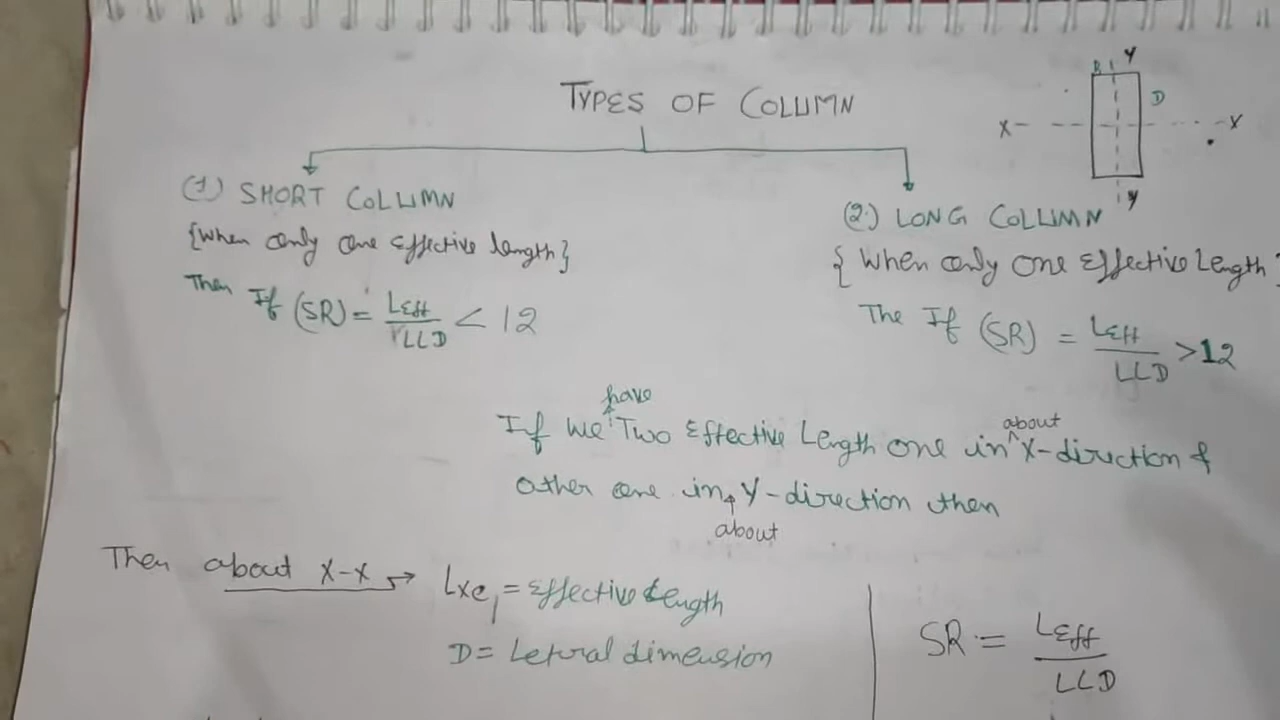 TYPES OF COLUMN
B Y
D
X X
Y
(1) SHORT COLUMN
{When only one effective length}
Then If (SR) = LEff / LLD < 12
(2.) LONG COLUMN
{ When only one Effective Length }
The If (SR) = LEff / LLD > 12
have
If we Two Effective Length one in X-direction &
about
other one in Y-direction then
about
Then about X-X → Lxe1 = Effective Length
D = Leteral dimension
SR = LEff / LLD